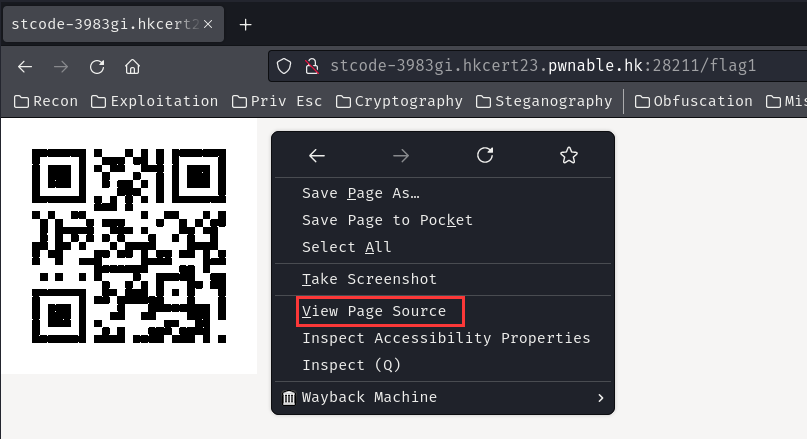 stcode-3983gi.hkcert2
stcode-3983gi.hkcert23.pwnable.hk:28211/flag1
Recon Exploitation Priv Esc Cryptography Steganography Obfuscation Mis
Save Page As…
Save Page to Pocket
Select All
Take Screenshot
View Page Source
Inspect Accessibility Properties
Inspect (Q)
Wayback Machine